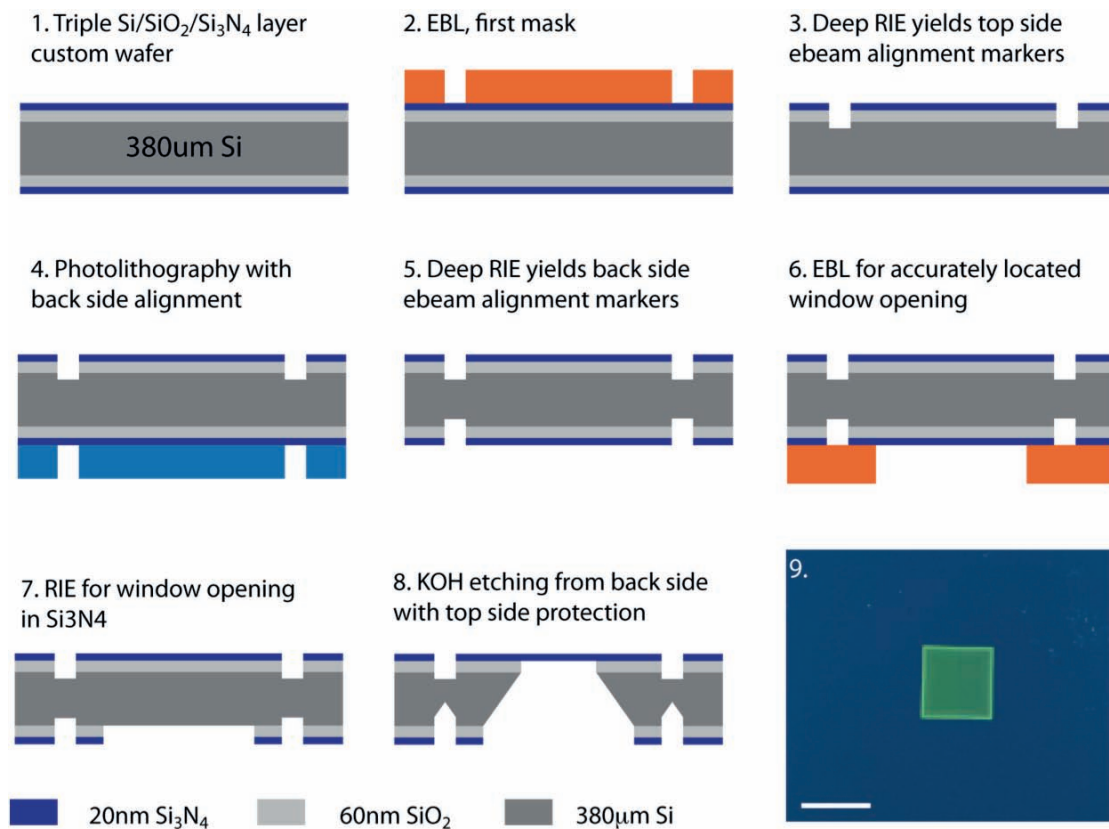 1. Triple Si/SiO₂/Si₃N₄ layer
custom wafer
380um Si
2. EBL, first mask
3. Deep RIE yields top side
ebeam alignment markers
4. Photolithography with
back side alignment
5. Deep RIE yields back side
ebeam alignment markers
6. EBL for accurately located
window opening
7. RIE for window opening
in Si3N4
8. KOH etching from back side
with top side protection
9.
20nm Si₃N₄
60nm SiO₂
380μm Si